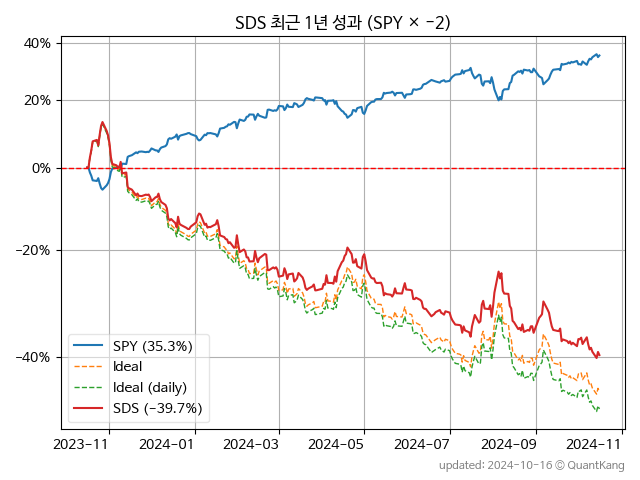 SDS 최근 1년 성과 (SPY × −2)
40%
20%
0%
−20%
−40%
SPY (35.3%)
Ideal
Ideal (daily)
SDS (−39.7%)
2023−11 2024−01 2024−03 2024−05 2024−07 2024−09 2024−11
updated: 2024-10-16 © QuantKang